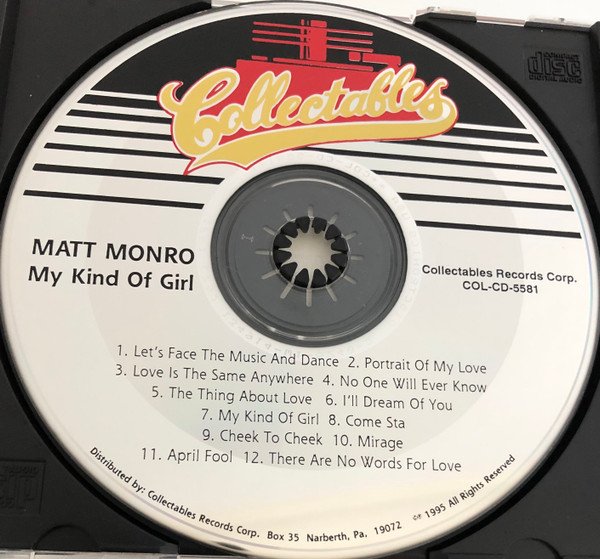 Collectables
COMPACT
disc
DIGITAL AUDIO
MATT MONRO
My Kind Of Girl
Collectables Records Corp.
COL-CD-5581
1. Let's Face The Music And Dance 2. Portrait Of My Love
3. Love Is The Same Anywhere 4. No One Will Ever Know
5. The Thing About Love 6. I'll Dream Of You
7. My Kind Of Girl 8. Come Sta
9. Cheek To Cheek 10. Mirage
11. April Fool 12. There Are No Words For Love
Distributed by: Collectables Records Corp. Box 35 Narberth, Pa. 19072 ©℗ 1995 All Rights Reserved